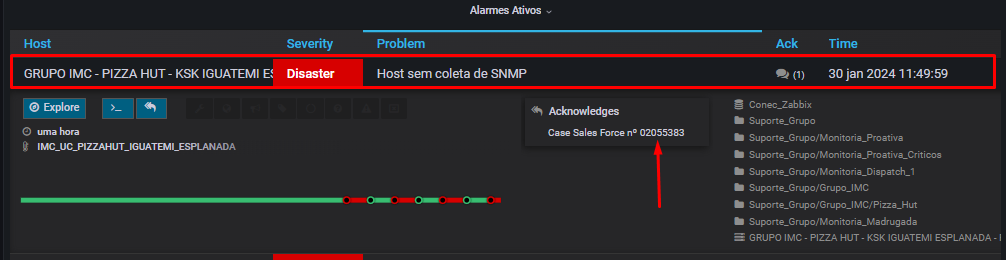 Alarmes Ativos
Host Severity Problem Ack Time
GRUPO IMC - PIZZA HUT - KSK IGUATEMI ES Disaster Host sem coleta de SNMP (1) 30 jan 2024 11:49:59
Explore >_
uma hora
IMC_UC_PIZZAHUT_IGUATEMI_ESPLANADA
Acknowledges
Case Sales Force nº 02055383
Conec_Zabbix
Suporte_Grupo
Suporte_Grupo/Monitoria_Proativa
Suporte_Grupo/Monitoria_Proativa_Criticos
Suporte_Grupo/Monitoria_Dispatch_1
Suporte_Grupo/Grupo_IMC
Suporte_Grupo/Grupo_IMC/Pizza_Hut
Suporte_Grupo/Monitoria_Madrugada
GRUPO IMC - PIZZA HUT - KSK IGUATEMI ESPLANADA -